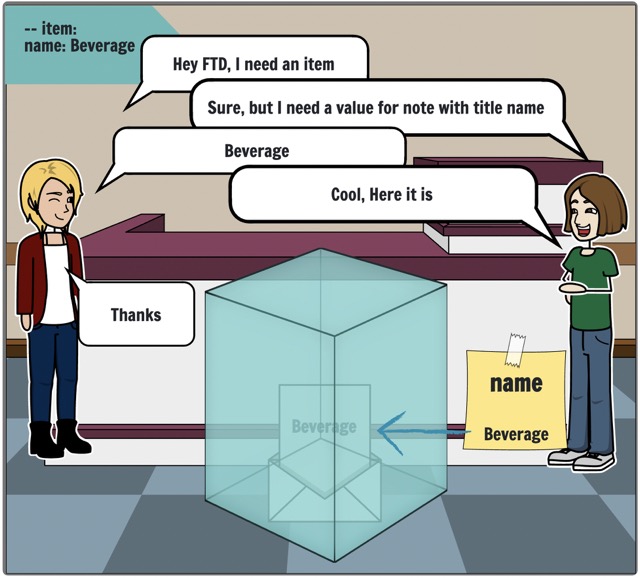 -- item:
name: Beverage
Hey FTD, I need an item
Sure, but I need a value for note with title name
Beverage
Cool, Here it is
Thanks
name
Beverage
Beverage